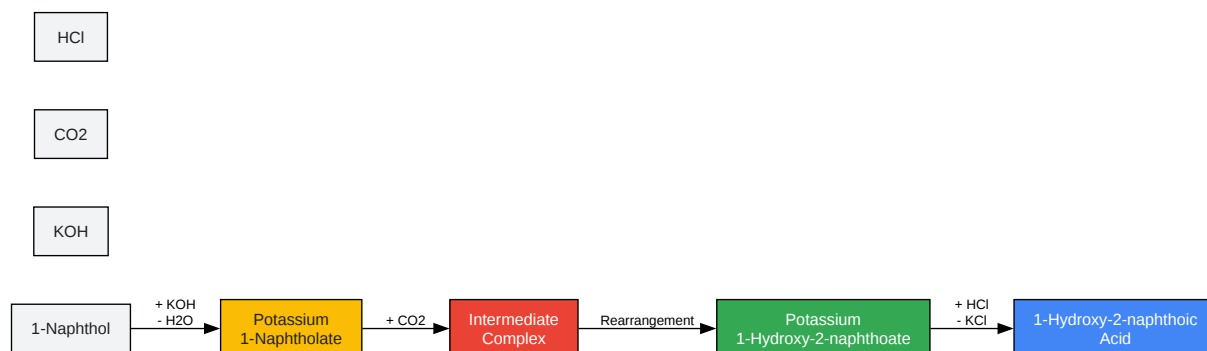 HCl
CO2
KOH
1-Naphthol
+ KOH
- H2O
Potassium
1-Naphtholate
+ CO2
Intermediate
Complex
Rearrangement
Potassium
1-Hydroxy-2-naphthoate
+ HCl
- KCl
1-Hydroxy-2-naphthoic
Acid